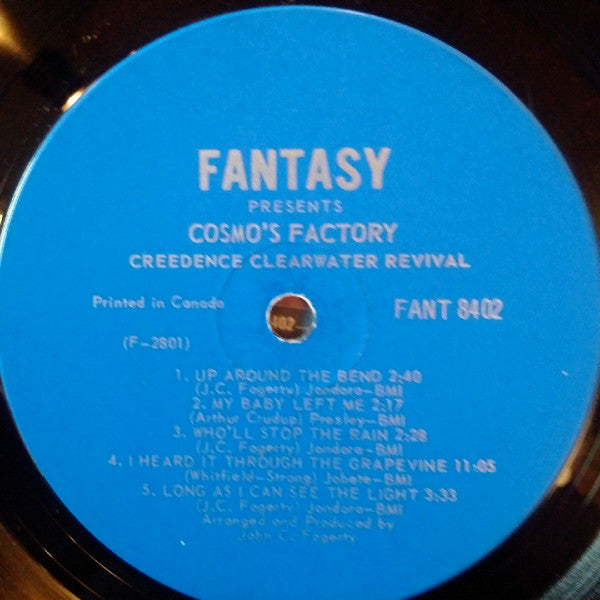 FANTASY
PRESENTS
COSMO'S FACTORY
CREEDENCE CLEARWATER REVIVAL
Printed in Canada
FANT 8402
(F-2801)
402
1. UP AROUND THE BEND 2:40
(J.C. Fogerty) Jondora-BMI
2. MY BABY LEFT ME 2:17
(Arthur Crudup) Presley-BMI
3. WHO'LL STOP THE RAIN 2:28
(J.C. Fogerty) Jondora-BMI
4. I HEARD IT THROUGH THE GRAPEVINE 11:05
(Whitfield-Strong) Jobete-BMI
5. LONG AS I CAN SEE THE LIGHT 3:33
(J.C. Fogerty) Jondora-BMI
Arranged and Produced by
John C. Fogerty